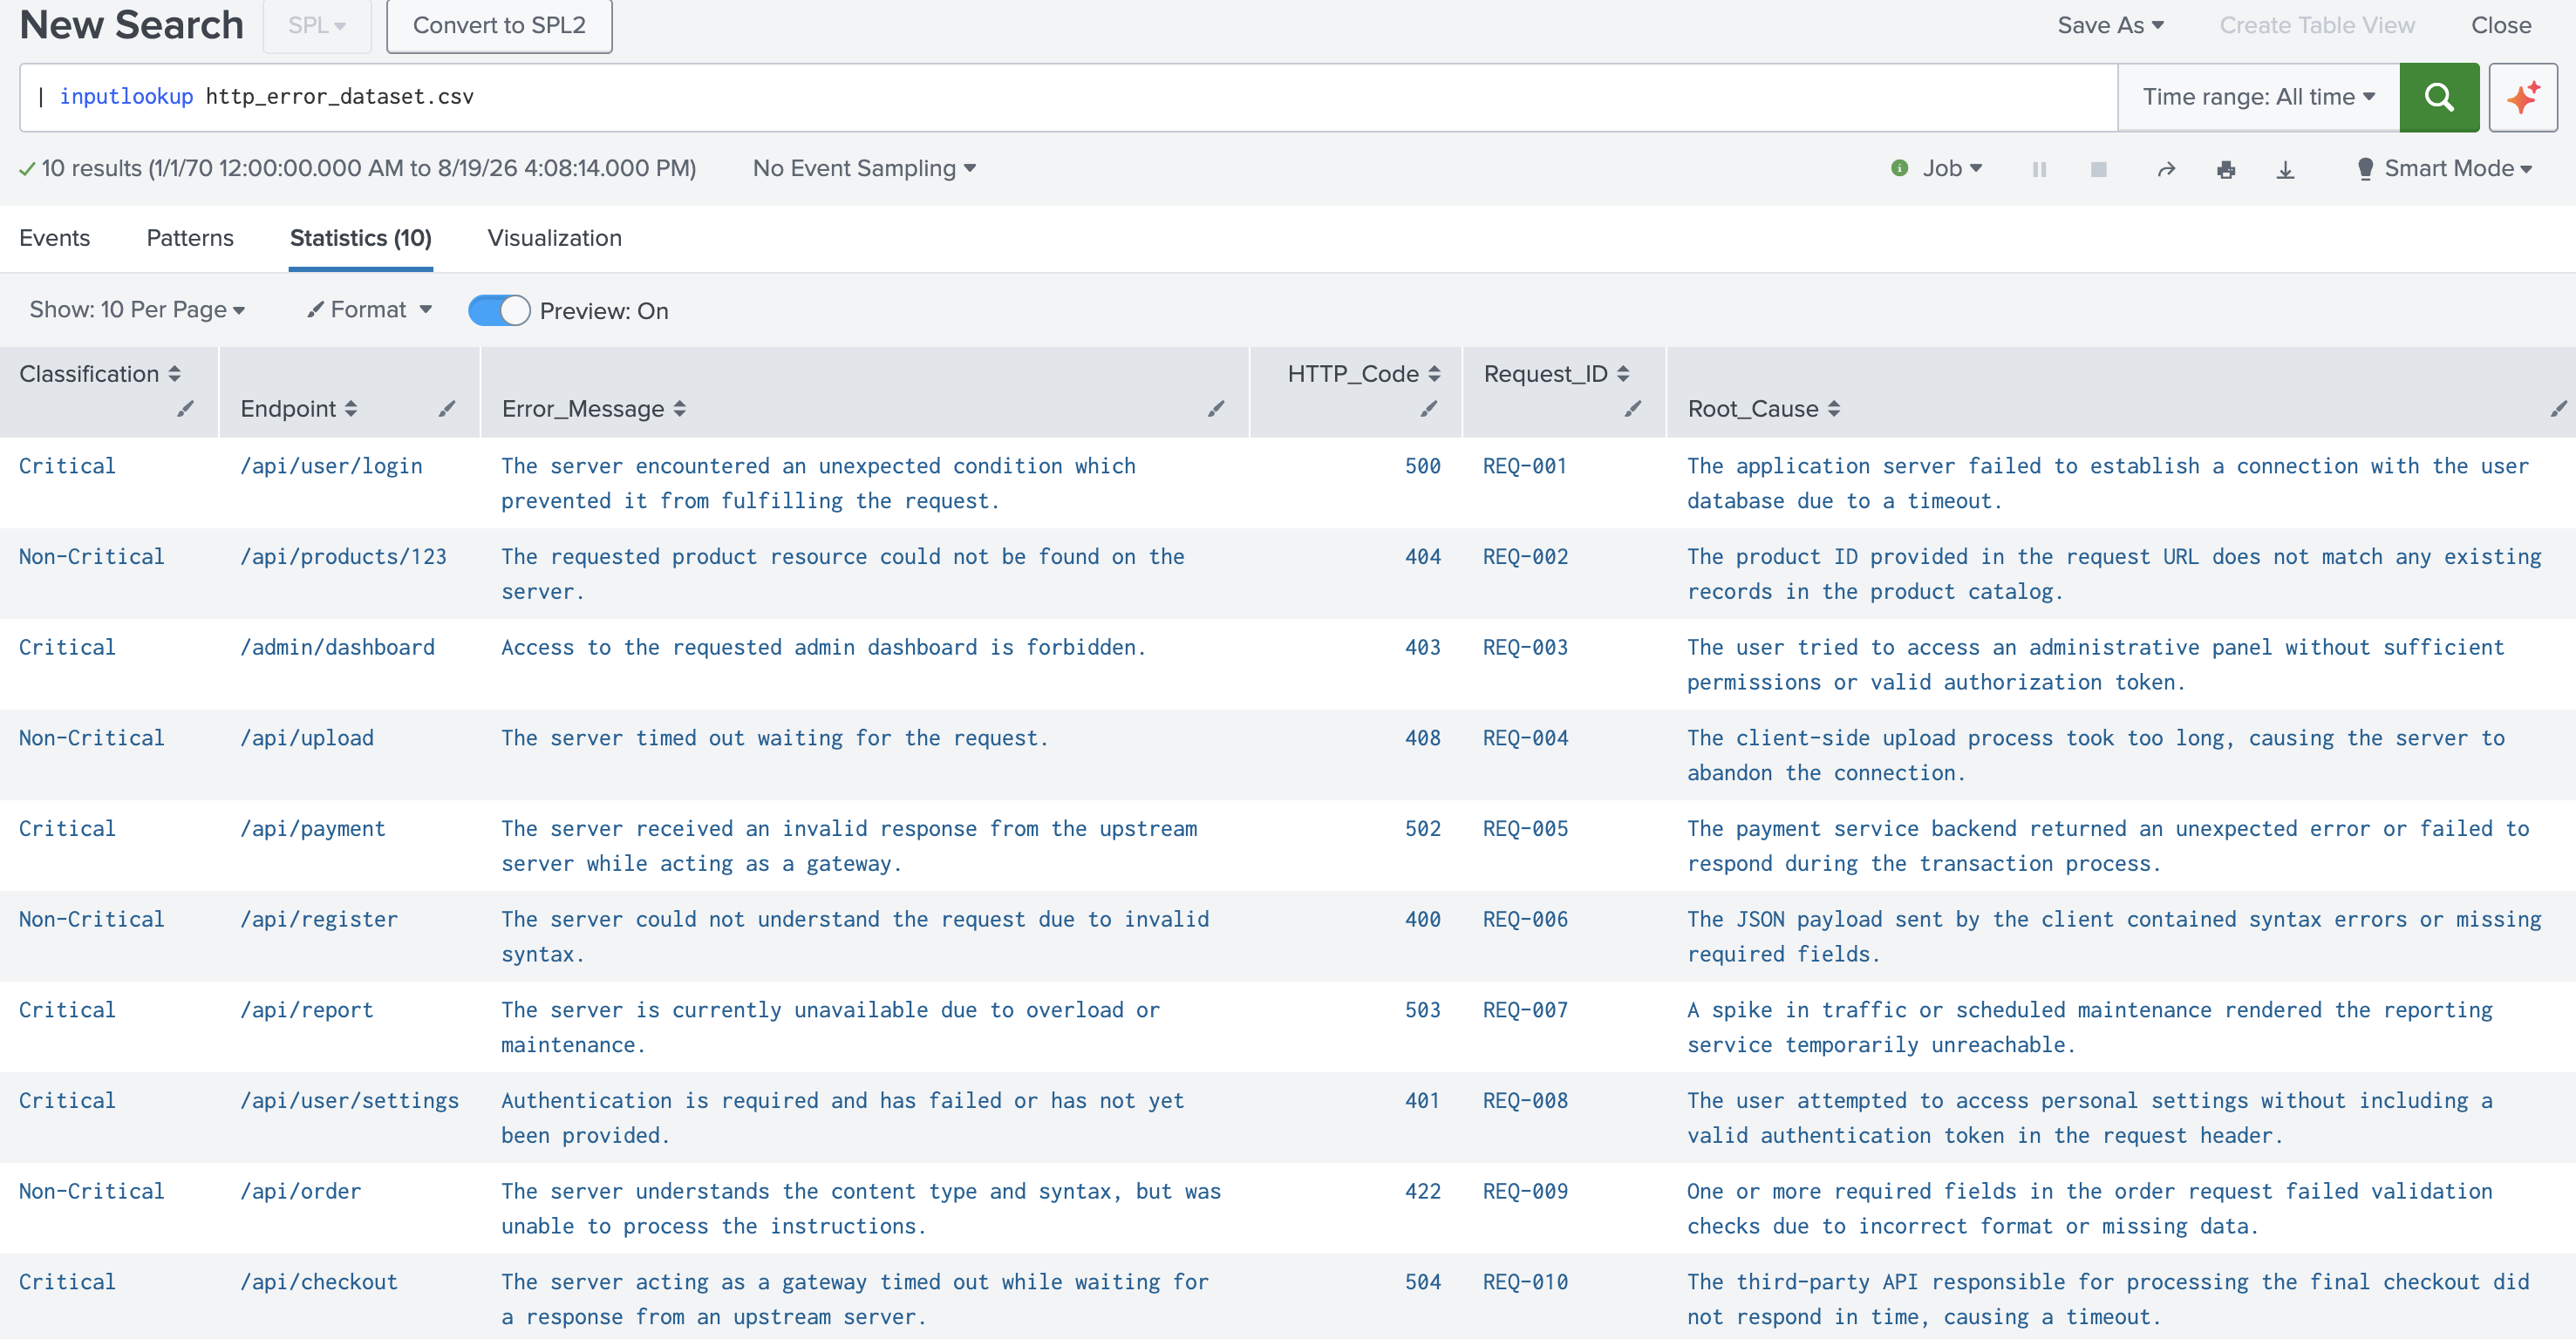 New Search SPL Convert to SPL2 Save As Create Table View Close
| inputlookup http_error_dataset.csv Time range: All time
10 results (1/1/70 12:00:00.000 AM to 8/19/26 4:08:14.000 PM) No Event Sampling Job Smart Mode
Events Patterns Statistics (10) Visualization
Show: 10 Per Page Format Preview: On
Classification Endpoint Error_Message HTTP_Code Request_ID Root_Cause
Critical /api/user/login The server encountered an unexpected condition which 500 REQ-001 The application server failed to establish a connection with the user
prevented it from fulfilling the request. database due to a timeout.
Non-Critical /api/products/123 The requested product resource could not be found on the 404 REQ-002 The product ID provided in the request URL does not match any existing
server. records in the product catalog.
Critical /admin/dashboard Access to the requested admin dashboard is forbidden. 403 REQ-003 The user tried to access an administrative panel without sufficient
permissions or valid authorization token.
Non-Critical /api/upload The server timed out waiting for the request. 408 REQ-004 The client-side upload process took too long, causing the server to
abandon the connection.
Critical /api/payment The server received an invalid response from the upstream 502 REQ-005 The payment service backend returned an unexpected error or failed to
server while acting as a gateway. respond during the transaction process.
Non-Critical /api/register The server could not understand the request due to invalid 400 REQ-006 The JSON payload sent by the client contained syntax errors or missing
syntax. required fields.
Critical /api/report The server is currently unavailable due to overload or 503 REQ-007 A spike in traffic or scheduled maintenance rendered the reporting
maintenance. service temporarily unreachable.
Critical /api/user/settings Authentication is required and has failed or has not yet 401 REQ-008 The user attempted to access personal settings without including a
been provided. valid authentication token in the request header.
Non-Critical /api/order The server understands the content type and syntax, but was 422 REQ-009 One or more required fields in the order request failed validation
unable to process the instructions. checks due to incorrect format or missing data.
Critical /api/checkout The server acting as a gateway timed out while waiting for 504 REQ-010 The third-party API responsible for processing the final checkout did
a response from an upstream server. not respond in time, causing a timeout.